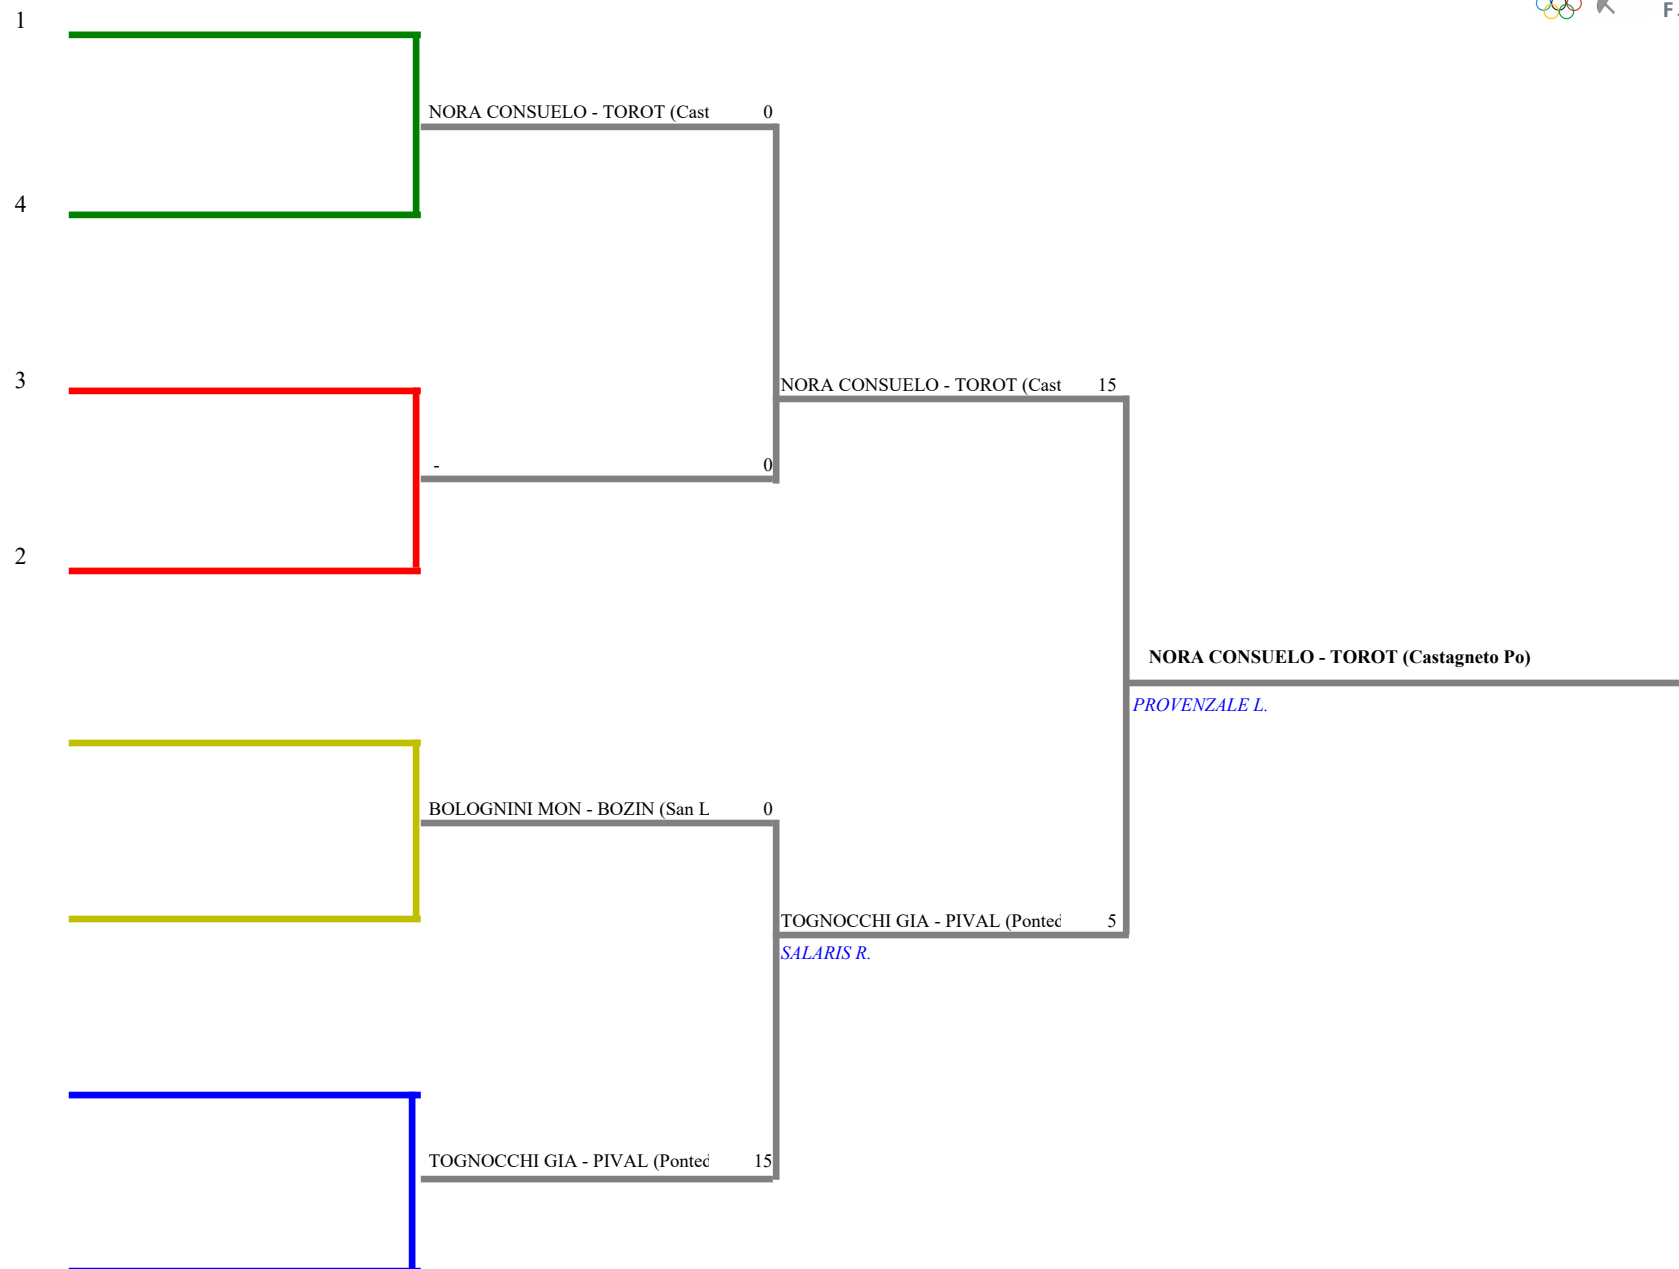 1
F
NORA CONSUELO - TOROT (Cast 0
4
3
NORA CONSUELO - TOROT (Cast 15
- 0
2
NORA CONSUELO - TOROT (Castagneto Po)
PROVENZALE L.
BOLOGNINI MON - BOZIN (San L 0
TOGNOCCHI GIA - PIVAL (Ponted 5
SALARIS R.
TOGNOCCHI GIA - PIVAL (Ponted 15